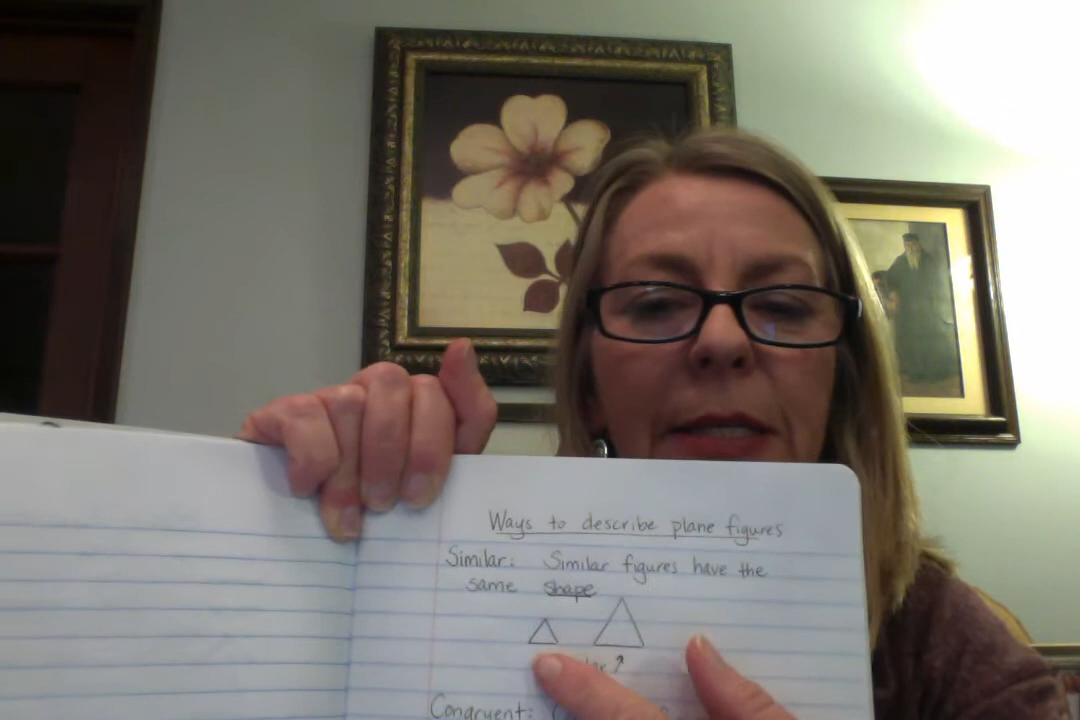 Ways to describe plane figures
Similar: Similar figures have the
same shape
Congruent: